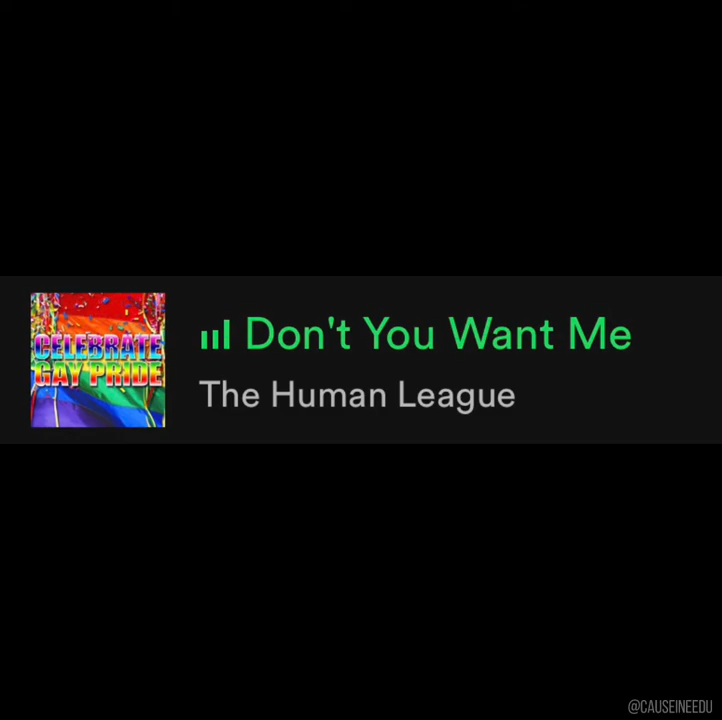 CELEBRATE
GAY PRIDE
Don't You Want Me
The Human League
@CAUSEINEEDU